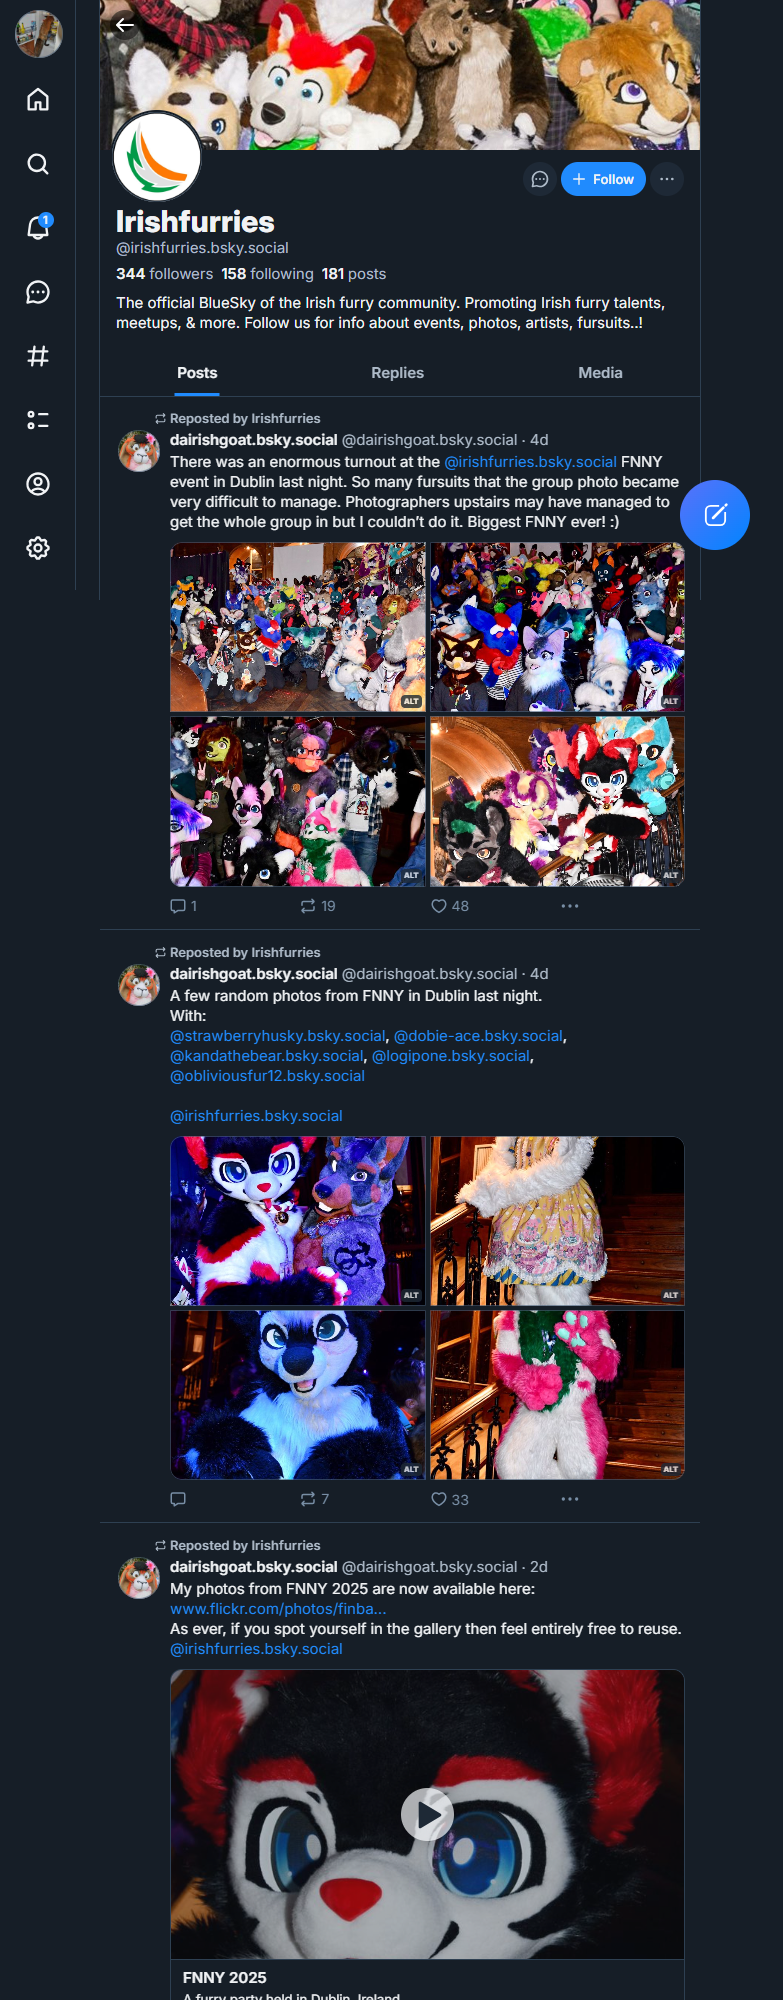 1
Follow
Irishfurries
@irishfurries.bsky.social
344 followers 158 following 181 posts
The official BlueSky of the Irish furry community. Promoting Irish furry talents,
meetups, & more. Follow us for info about events, photos, artists, fursuits..!
Posts Replies Media
Reposted by Irishfurries
dairishgoat.bsky.social @dairishgoat.bsky.social · 4d
There was an enormous turnout at the @irishfurries.bsky.social FNNY
event in Dublin last night. So many fursuits that the group photo became
very difficult to manage. Photographers upstairs may have managed to
get the whole group in but I couldn’t do it. Biggest FNNY ever! :)
ALT ALT
ALT ALT
1 19 48
Reposted by Irishfurries
dairishgoat.bsky.social @dairishgoat.bsky.social · 4d
A few random photos from FNNY in Dublin last night.
With:
@strawberryhusky.bsky.social, @dobie-ace.bsky.social,
@kandathebear.bsky.social, @logipone.bsky.social,
@obliviousfur12.bsky.social
@irishfurries.bsky.social
ALT ALT
ALT ALT
7 33
Reposted by Irishfurries
dairishgoat.bsky.social @dairishgoat.bsky.social · 2d
My photos from FNNY 2025 are now available here:
www.flickr.com/photos/finba...
As ever, if you spot yourself in the gallery then feel entirely free to reuse.
@irishfurries.bsky.social
FNNY 2025
A furry party held in Dublin, Ireland